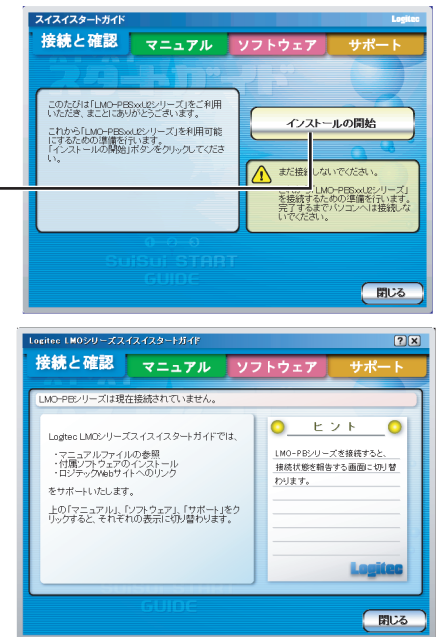 スイスイスタートガイド
Logitec
接続と確認
マニュアル
ソフトウェア
サポート
スタートガイド
このたびは「LMO-PBSxxU2シリーズ」をご利用
いただき、まことにありがとうございます。
これから「LMO-PBSxxU2シリーズ」を利用可能
にするための準備を行います。
「インストールの開始」ボタンをクリックしてくださ
い。
インストールの開始
まだ接続しないでください。
これから「LMO-PBSxxU2シリーズ」
を接続するための準備を行います。
完了するまでパソコンへは接続しな
いでください。
SuiSui START
GUIDE
閉じる
Logitec LMOシリーズスイスイスタートガイド
接続と確認
マニュアル
ソフトウェア
サポート
LMO-PBシリーズは現在接続されていません。
Logitec LMOシリーズスイスイスタートガイドでは、
・マニュアルファイルの参照
・付属ソフトウェアのインストール
・ロジテックWebサイトへのリンク
をサポートいたします。
上の「マニュアル」、「ソフトウェア」、「サポート」をク
リックすると、それぞれの表示に切り替わります。
ヒント
LMO-PBシリーズを接続すると、
接続状態を報告する画面に切り替
わります。
Logitec
GUIDE
閉じる